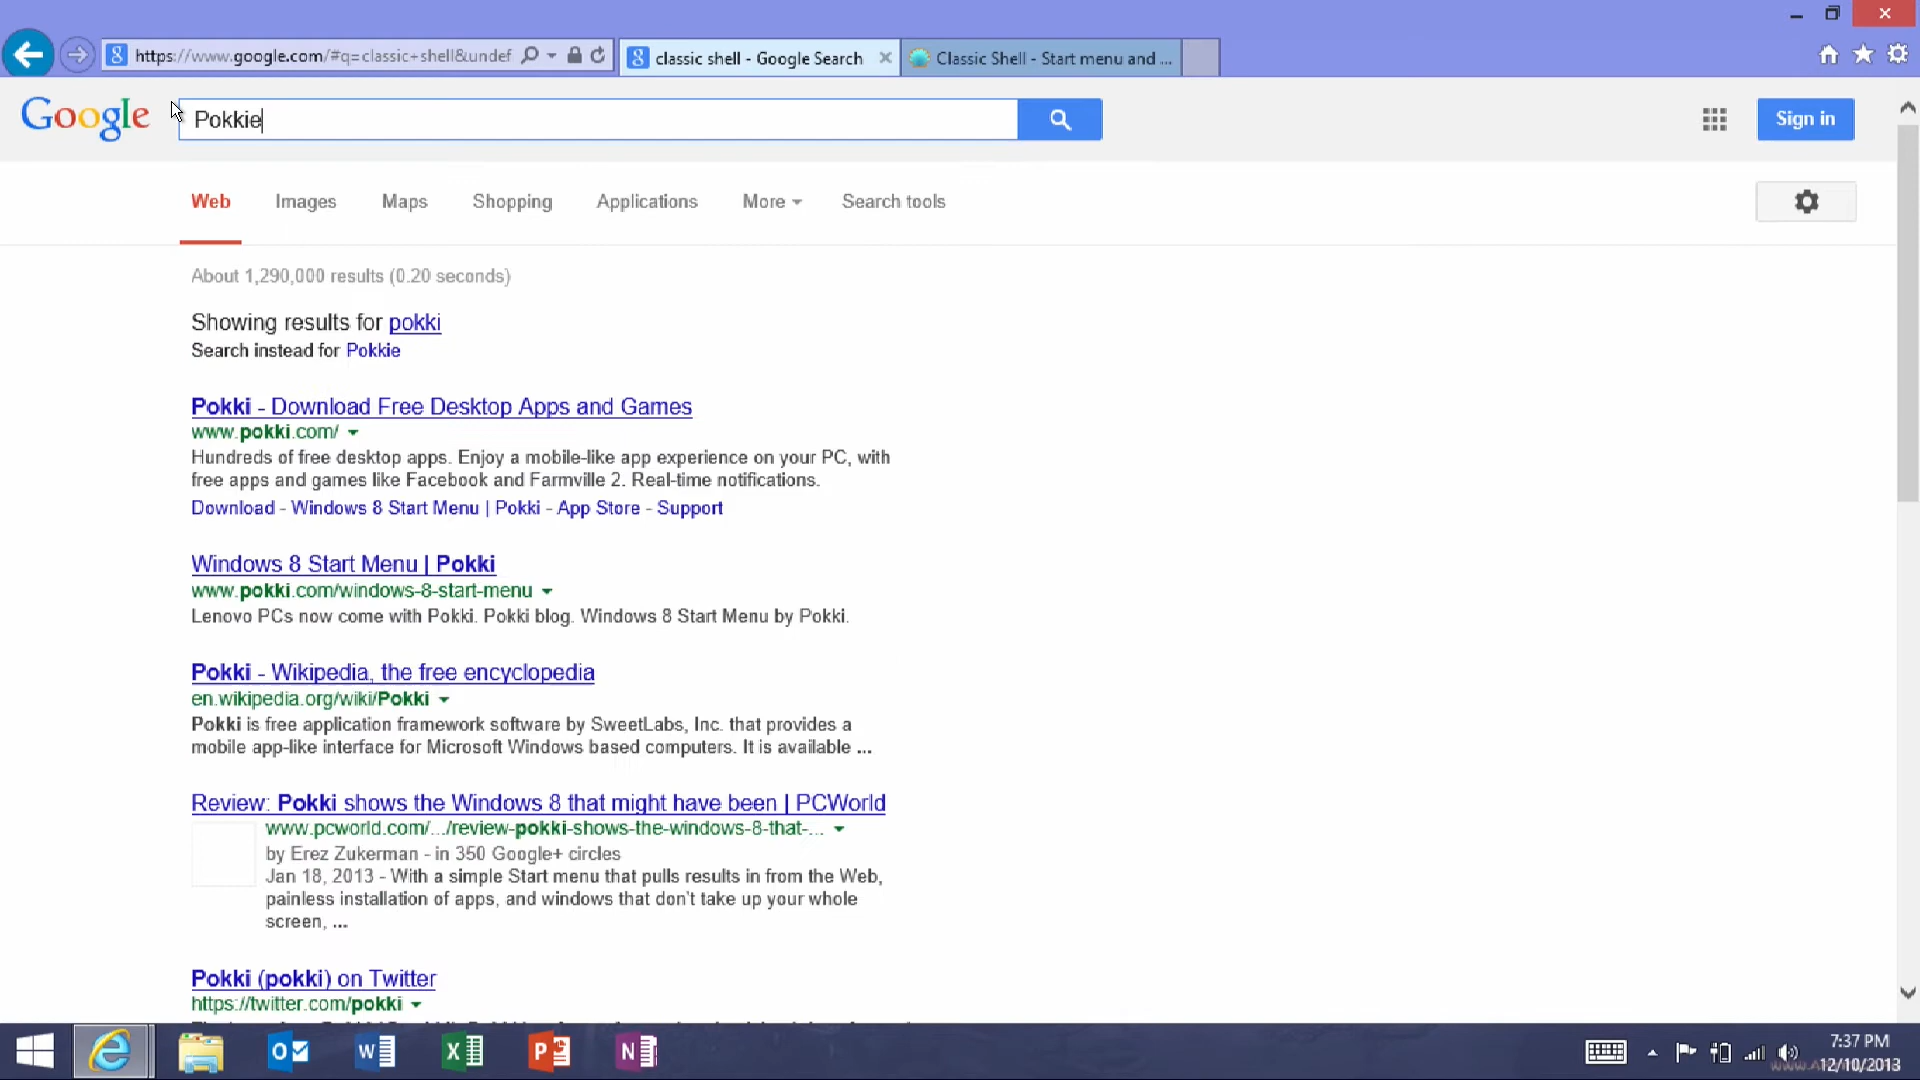 https://www.google.com/#q=classic+shell&undef
classic shell - Google Search
Classic Shell - Start menu and ...
Google
Pokkie
Sign in
Web Images Maps Shopping Applications More Search tools
About 1,290,000 results (0.20 seconds)
Showing results for pokki
Search instead for Pokkie
Pokki - Download Free Desktop Apps and Games
www.pokki.com/
Hundreds of free desktop apps. Enjoy a mobile-like app experience on your PC, with
free apps and games like Facebook and Farmville 2. Real-time notifications.
Download - Windows 8 Start Menu | Pokki - App Store - Support
Windows 8 Start Menu | Pokki
www.pokki.com/windows-8-start-menu
Lenovo PCs now come with Pokki. Pokki blog. Windows 8 Start Menu by Pokki.
Pokki - Wikipedia, the free encyclopedia
en.wikipedia.org/wiki/Pokki
Pokki is free application framework software by SweetLabs, Inc. that provides a
mobile app-like interface for Microsoft Windows based computers. It is available ...
Review: Pokki shows the Windows 8 that might have been | PCWorld
www.pcworld.com/.../review-pokki-shows-the-windows-8-that-...
by Erez Zukerman - in 350 Google+ circles
Jan 18, 2013 - With a simple Start menu that pulls results in from the Web,
painless installation of apps, and windows that don't take up your whole
screen, ...
Pokki (pokki) on Twitter
https://twitter.com/pokki
7:37 PM
12/10/2013